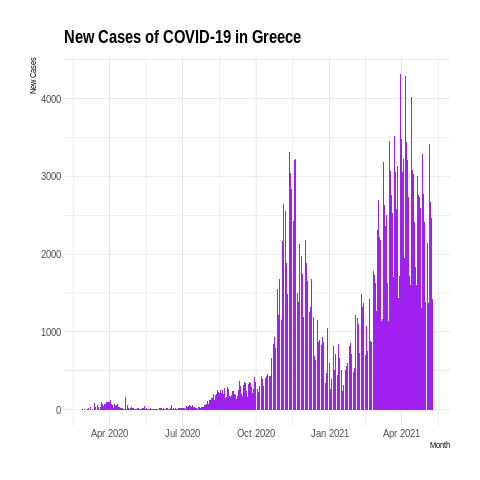 New Cases of COVID-19 in Greece
New Cases
4000
3000
2000
1000
0
Apr 2020 Jul 2020 Oct 2020 Jan 2021 Apr 2021
Month